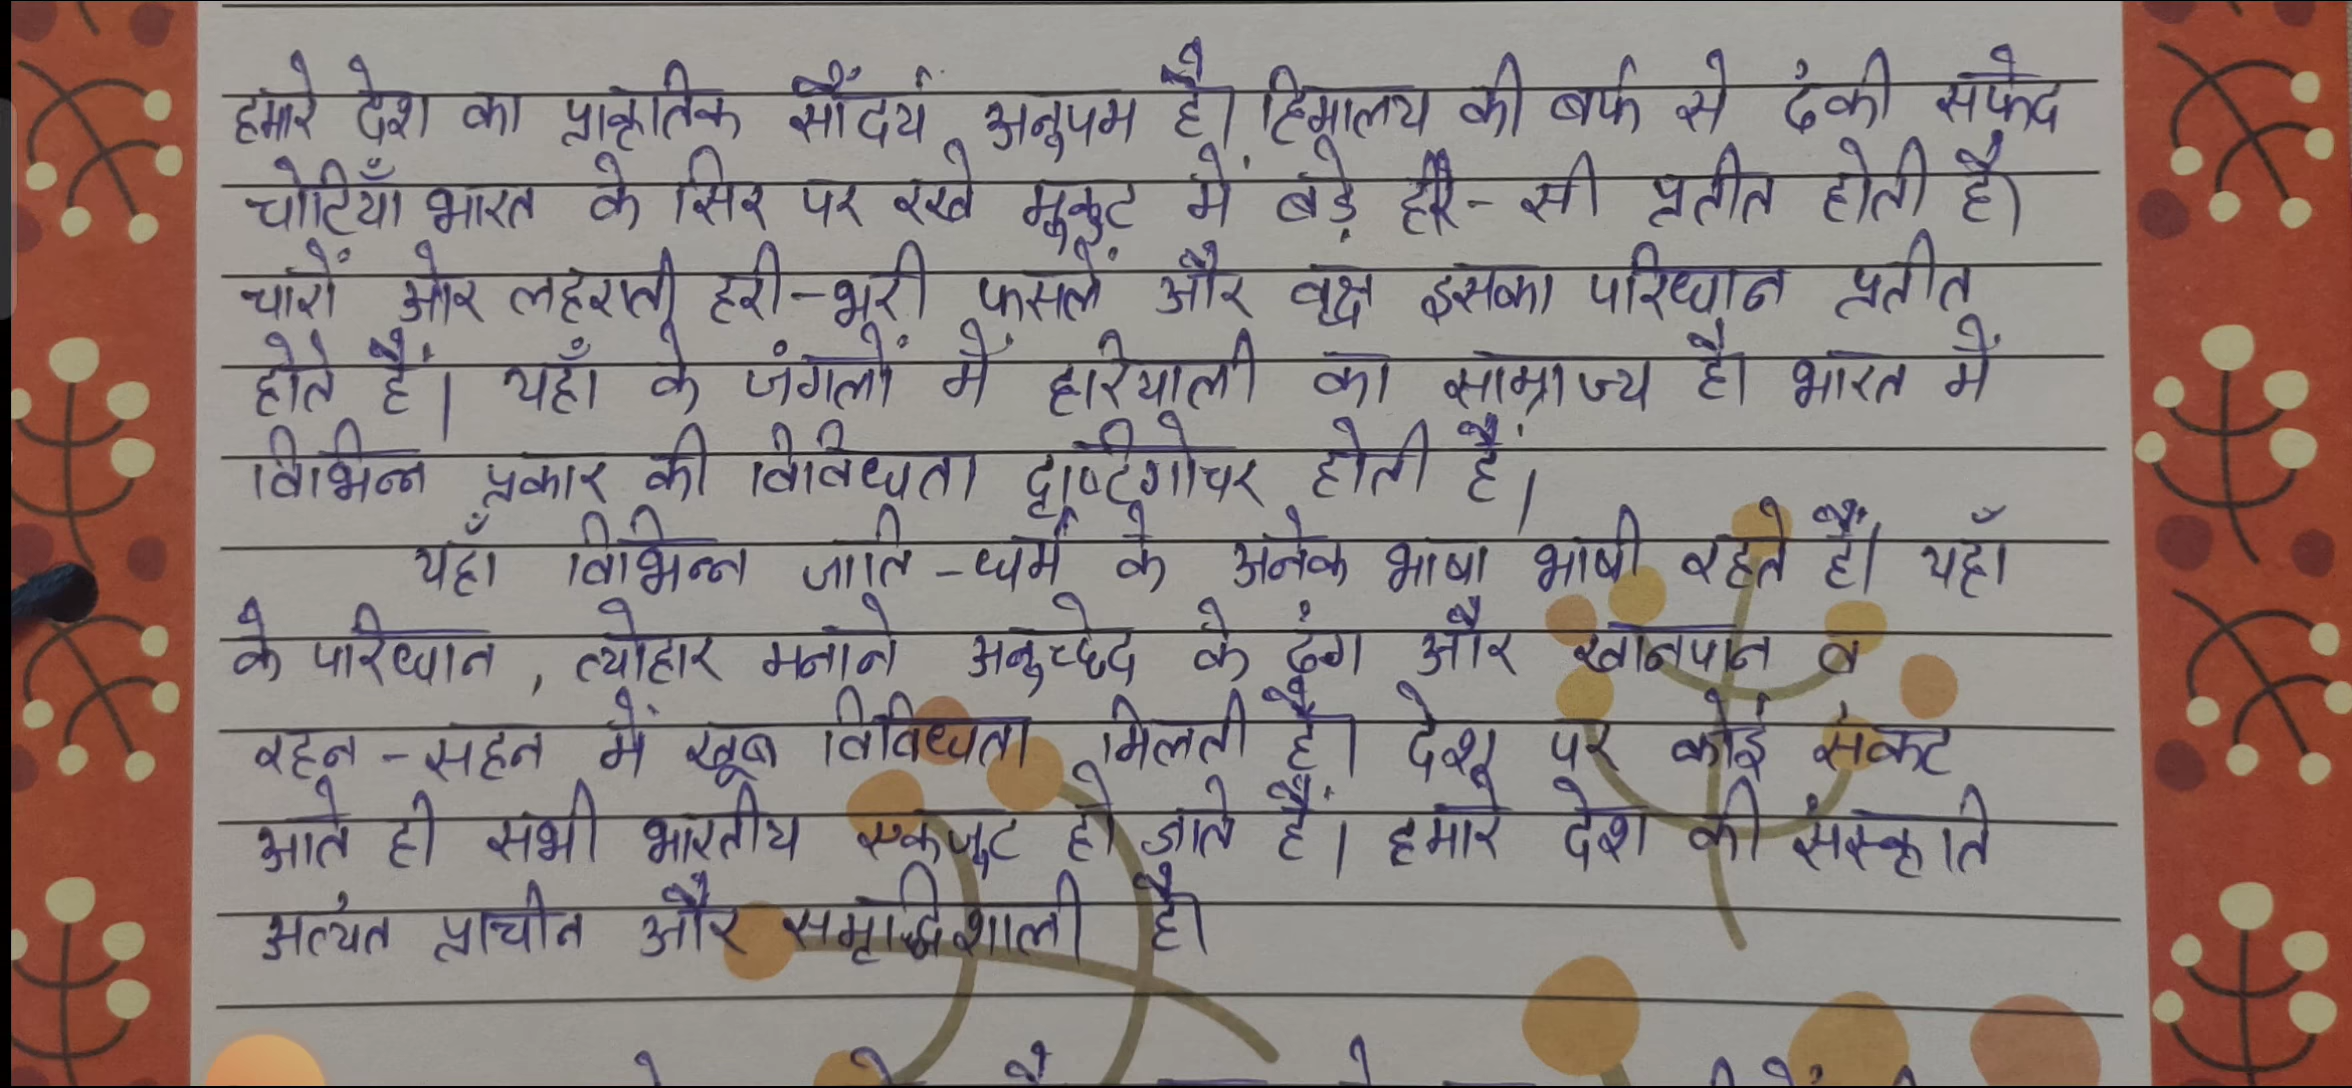 हमारे देश का प्राकृतिक सौंदर्य अनुपम है। हिमालय की बर्फ से ढंकी सफेद
चोटियाँ भारत के सिर पर रखे मुकुट में बड़े हीरे-सी प्रतीत होती है।
चारों ओर लहराती हरी-भरी फसलें और वृक्ष इसका परिधान प्रतीत
होते हैं। यहाँ के जंगलों में हरियाली का साम्राज्य है। भारत में
विभिन्न प्रकार की विविधता दृष्टिगोचर होती हैं।
यहाँ विभिन्न जाति-धर्म के अनेक भाषा भाषी रहते हैं। यहाँ
के परिधान, त्योहार मनाने अनुच्छेद के ढंग और खानपान व
रहन-सहन में खूब विविधता मिलती है। देश पर कोई संकट
आते ही सभी भारतीय एकजुट हो जाते हैं। हमारे देश की संस्कृति
अत्यंत प्राचीन और समृद्धिशाली है।